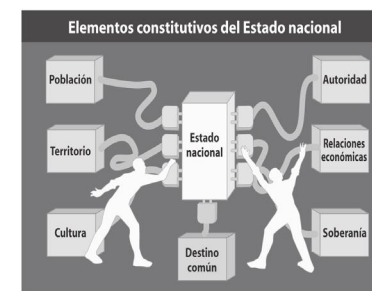 Elementos constitutivos del Estado nacional
Población
Autoridad
Territorio
Estado
nacional
Relaciones
económicas
Cultura
Soberanía
Destino
común